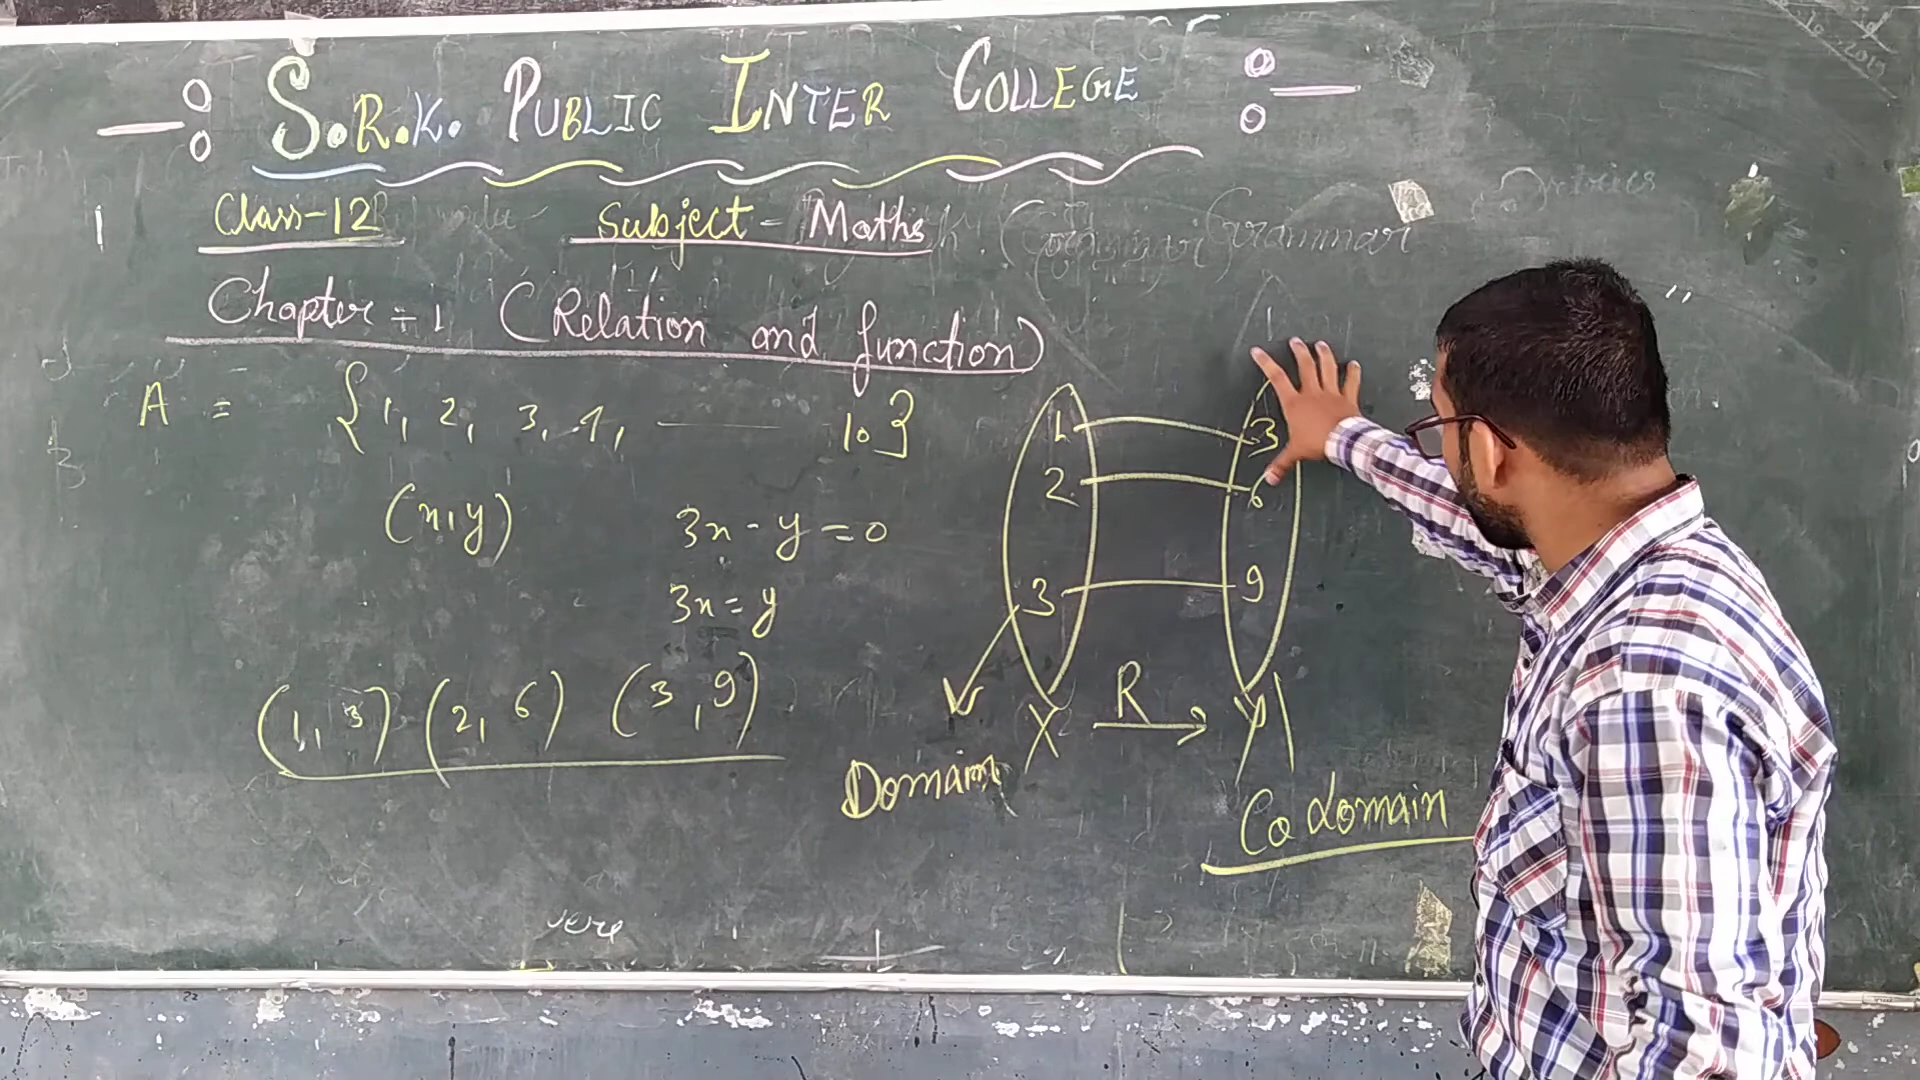 S.R.K. PUBLIC INTER COLLEGE
Class-12 Subject - Maths
Chapter - 1 (Relation and function)
A = {1, 2, 3, 4, —— 10}
(x, y) 3x - y = 0
3x = y
(1, 3) (2, 6) (3, 9)
1 3
2 6
3 9
X R → Y
Domain
Co domain